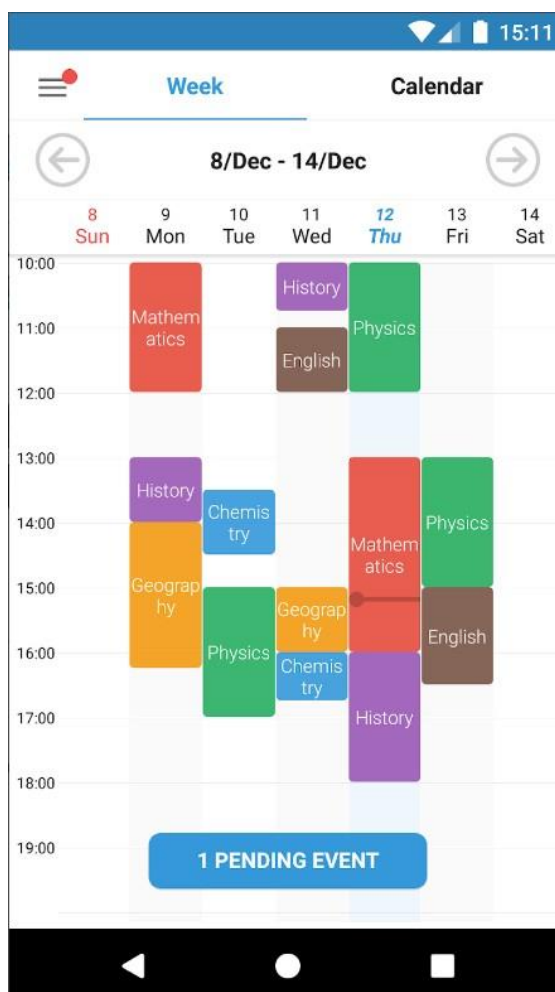 15:11
Week Calendar
8/Dec - 14/Dec
8 9 10 11 12 13 14
Sun Mon Tue Wed Thu Fri Sat
10:00
History
Mathem
atics
11:00
Physics
English
12:00
13:00
History
Chemis
try
14:00
Physics
Mathem
atics
15:00
Geograp
hy
Geograp
hy
English
Physics
16:00
Chemis
try
17:00
History
18:00
19:00
1 PENDING EVENT